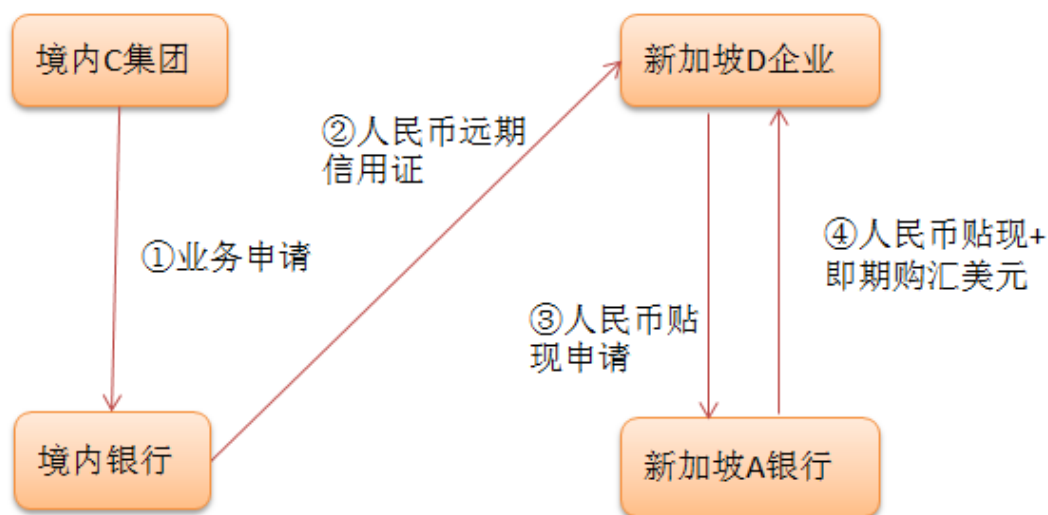 境内C集团
新加坡D企业
②人民币远期
信用证
①业务申请
④人民币贴现+
即期购汇美元
③人民币贴
现申请
境内银行
新加坡A银行